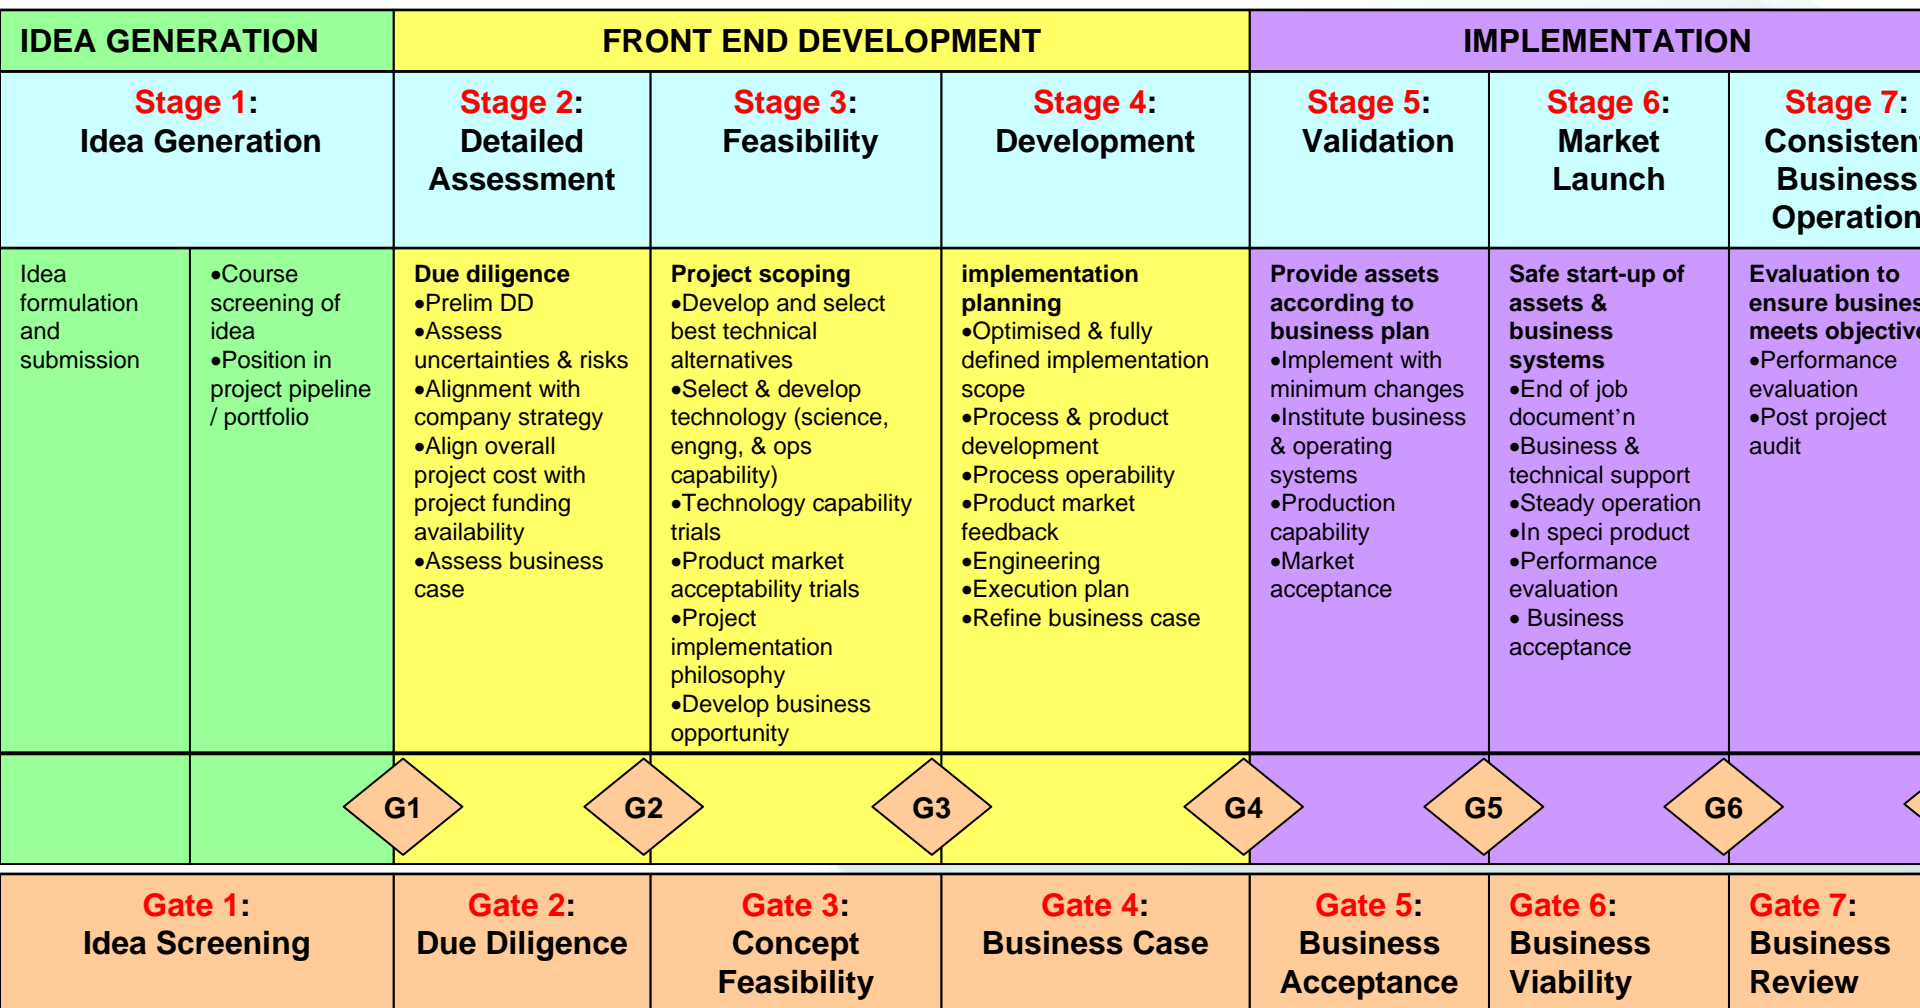 IDEA GENERATION
FRONT END DEVELOPMENT
IMPLEMENTATION
Stage 1:
Idea Generation
Stage 2:
Detailed
Assessment
Stage 3:
Feasibility
Stage 4:
Development
Stage 5:
Validation
Stage 6:
Market
Launch
Stage 7:
Business
Operation
Idea
formulation
and
submission
•Course
screening of
idea
•Position in
project pipeline
/ portfolio
Due diligence
•Prelim DD
•Assess
uncertainties & risks
•Alignment with
company strategy
•Align overall
project cost with
project funding
availability
•Assess business
case
Project scoping
•Develop and select
best technical
alternatives
•Select & develop
technology (science,
engng, & ops
capability)
•Technology capability
trials
•Product market
acceptability trials
•Project
implementation
philosophy
•Develop business
opportunity
implementation
planning
•Optimised & fully
defined implementation
scope
•Process & product
development
•Process operability
•Product market
feedback
•Engineering
•Execution plan
•Refine business case
Provide assets
according to
business plan
•Implement with
minimum changes
•Institute business
& operating
systems
•Production
capability
•Market
acceptance
Safe start-up of
assets &
business
systems
•End of job
document’n
•Business &
technical support
•Steady operation
•In speci product
•Performance
evaluation
• Business
acceptance
Evaluation to
ensure
meets
•Performance
evaluation
•Post project
audit
G1
G2
G3
G4
G5
G6
Gate 1:
Idea Screening
Gate 2:
Due Diligence
Gate 3:
Concept
Feasibility
Gate 4:
Business Case
Gate 5:
Business
Acceptance
Gate 6:
Business
Viability
Gate 7:
Business
Review